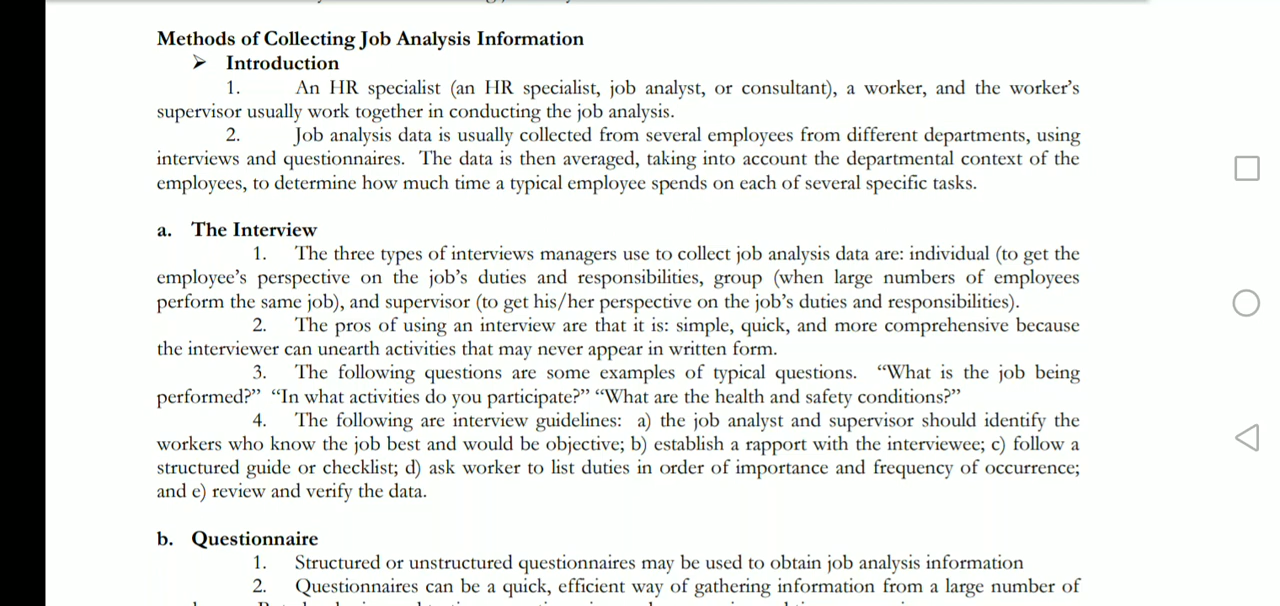 Methods of Collecting Job Analysis Information
➢ Introduction
1. An HR specialist (an HR specialist, job analyst, or consultant), a worker, and the worker's
supervisor usually work together in conducting the job analysis.
2. Job analysis data is usually collected from several employees from different departments, using
interviews and questionnaires. The data is then averaged, taking into account the departmental context of the
employees, to determine how much time a typical employee spends on each of several specific tasks.
a. The Interview
1. The three types of interviews managers use to collect job analysis data are: individual (to get the
employee's perspective on the job's duties and responsibilities, group (when large numbers of employees
perform the same job), and supervisor (to get his/her perspective on the job's duties and responsibilities).
2. The pros of using an interview are that it is: simple, quick, and more comprehensive because
the interviewer can unearth activities that may never appear in written form.
3. The following questions are some examples of typical questions. "What is the job being
performed?" "In what activities do you participate?" "What are the health and safety conditions?"
4. The following are interview guidelines: a) the job analyst and supervisor should identify the
workers who know the job best and would be objective; b) establish a rapport with the interviewee; c) follow a
structured guide or checklist; d) ask worker to list duties in order of importance and frequency of occurrence;
and e) review and verify the data.
b. Questionnaire
1. Structured or unstructured questionnaires may be used to obtain job analysis information
2. Questionnaires can be a quick, efficient way of gathering information from a large number of